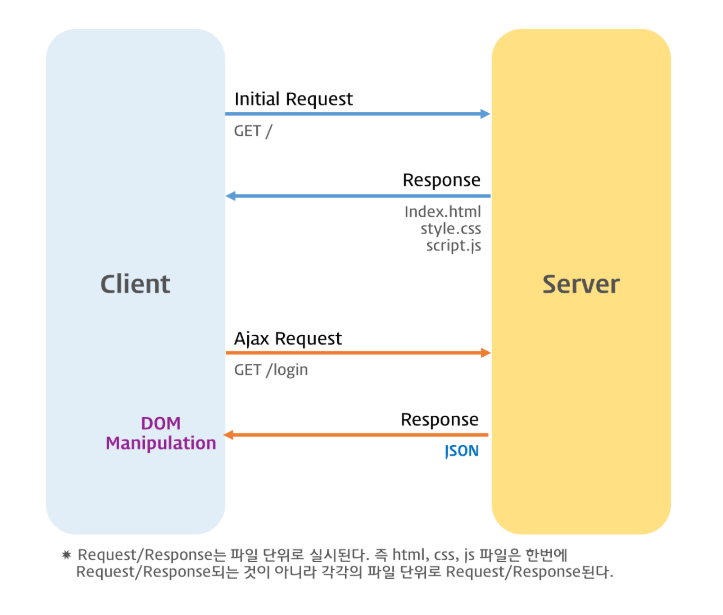 Initial Request
GET /
Response
Index.html
style.css
script.js
Client
Server
Ajax Request
GET /login
Response
DOM
Manipulation
JSON
✷ Request/Response는 파일 단위로 실시된다. 즉 html, css, js 파일은 한번에
Request/Response되는 것이 아니라 각각의 파일 단위로 Request/Response된다.